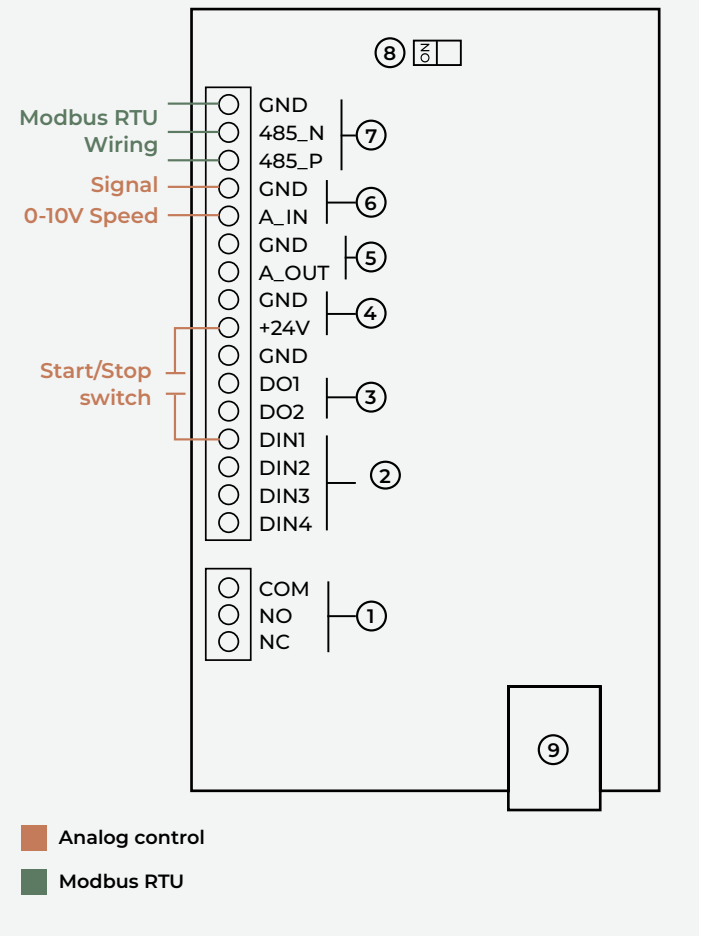 8
ON
Modbus RTU
Wiring
Signal
0-10V Speed
Start/Stop
switch
GND
485_N
485_P
7
GND
A_IN
6
GND
A_OUT
5
GND
+24V
4
GND
DO1
DO2
3
DIN1
DIN2
DIN3
DIN4
2
COM
NO
NC
1
9
Analog control
Modbus RTU